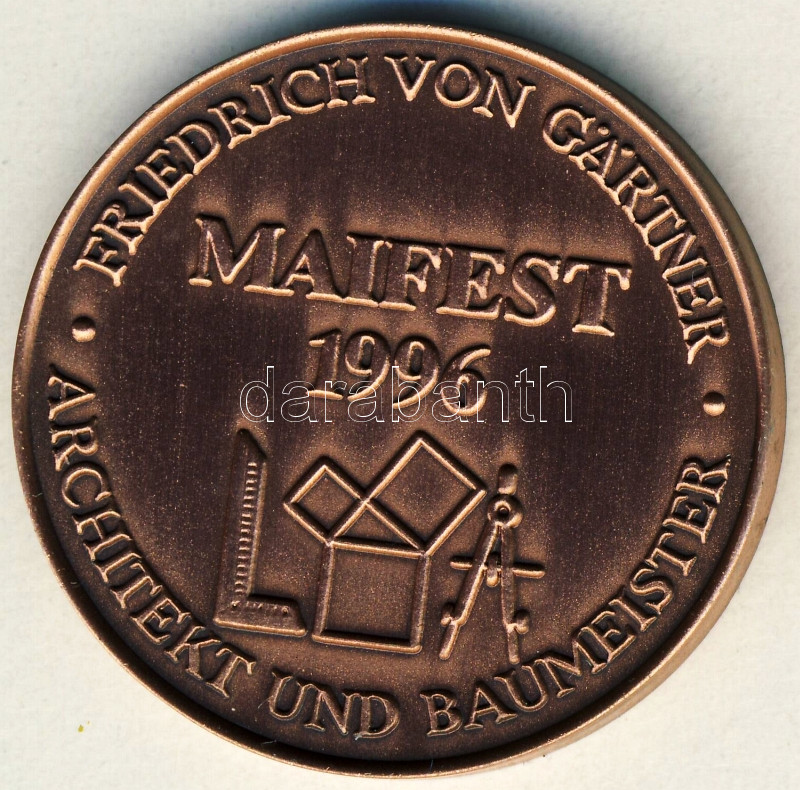 FRIEDRICH VON GÄRTNER
MAIFEST
1996
darabanth
ARCHITEKT UND BAUMEISTER